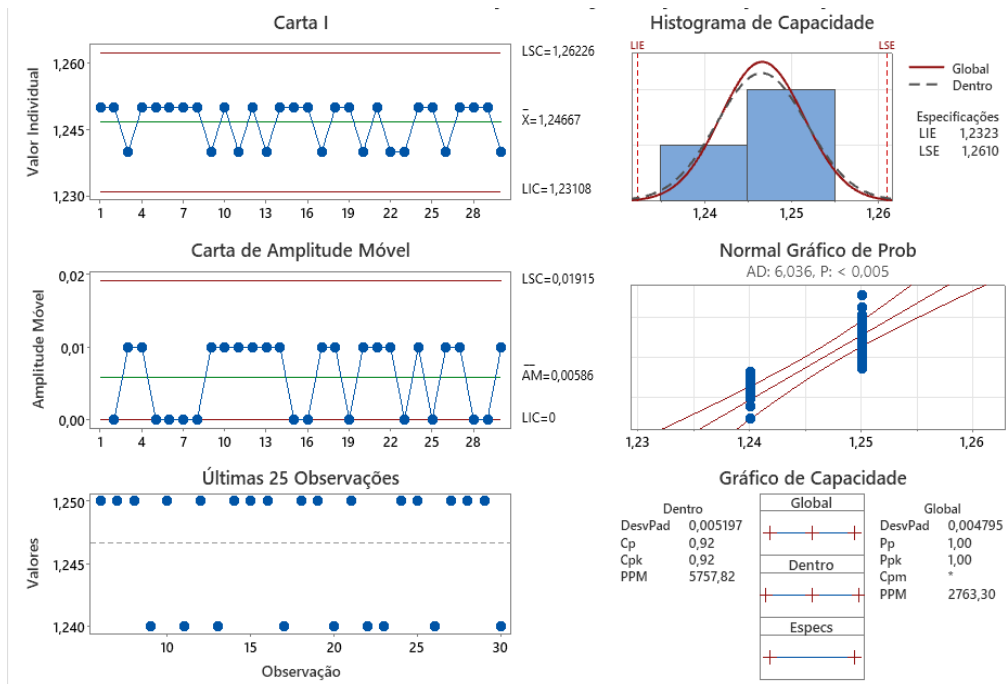 Carta I
Valor Individual
1,260
1,245
1,230
1 4 7 10 13 16 19 22 25 28
LSC=1,26226
X=1,24667
LIC=1,23108
Histograma de Capacidade
LIE
LSE
1,24 1,25 1,26
Global
Dentro
Especificações
LIE 1,2323
LSE 1,2610
Carta de Amplitude Móvel
Amplitude Móvel
0,02
0,01
0,00
1 4 7 10 13 16 19 22 25 28
LSC=0,01915
AM=0,00586
LIC=0
Normal Gráfico de Prob
AD: 6,036, P: < 0,005
1,23 1,24 1,25 1,26
Últimas 25 Observações
Valores
1,250
1,245
1,240
10 15 20 25 30
Observação
Gráfico de Capacidade
Dentro
DesvPad 0,005197
Cp 0,92
Cpk 0,92
PPM 5757,82
Global
Dentro
Especs
Global
DesvPad 0,004795
Pp 1,00
Ppk 1,00
Cpm *
PPM 2763,30